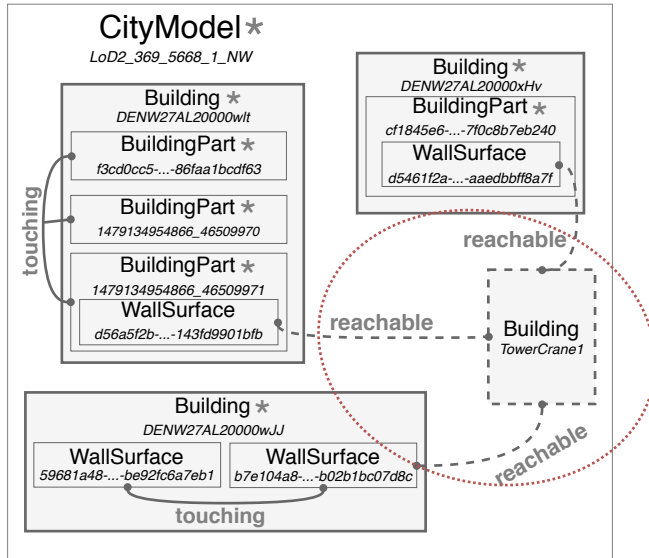 CityModel *
LoD2_369_5668_1_NW
Building *
DENW27AL20000wlt
BuildingPart *
f3cd0cc5-...-86faa1bcdf63
BuildingPart *
1479134954866_46509970
BuildingPart *
1479134954866_46509971
WallSurface
d56a5f2b-...-143fd9901bfb
touching
Building *
DENW27AL20000xHv
BuildingPart *
cf1845e6-...-7f0c8b7eb240
WallSurface
d5461f2a-...-aaedbbff8a7f
reachable
reachable
Building
TowerCrane1
reachable
Building *
DENW27AL20000wJJ
WallSurface
59681a48-...-be92fc6a7eb1
WallSurface
b7e104a8-...-b02b1bc07d8c
touching